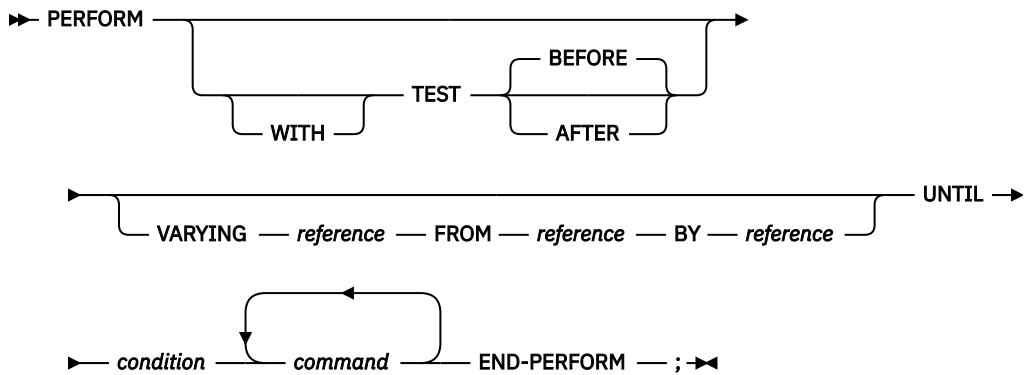 PERFORM
BEFORE
TEST
WITH
AFTER
UNTIL
VARYING reference FROM reference BY reference
condition command END-PERFORM ;